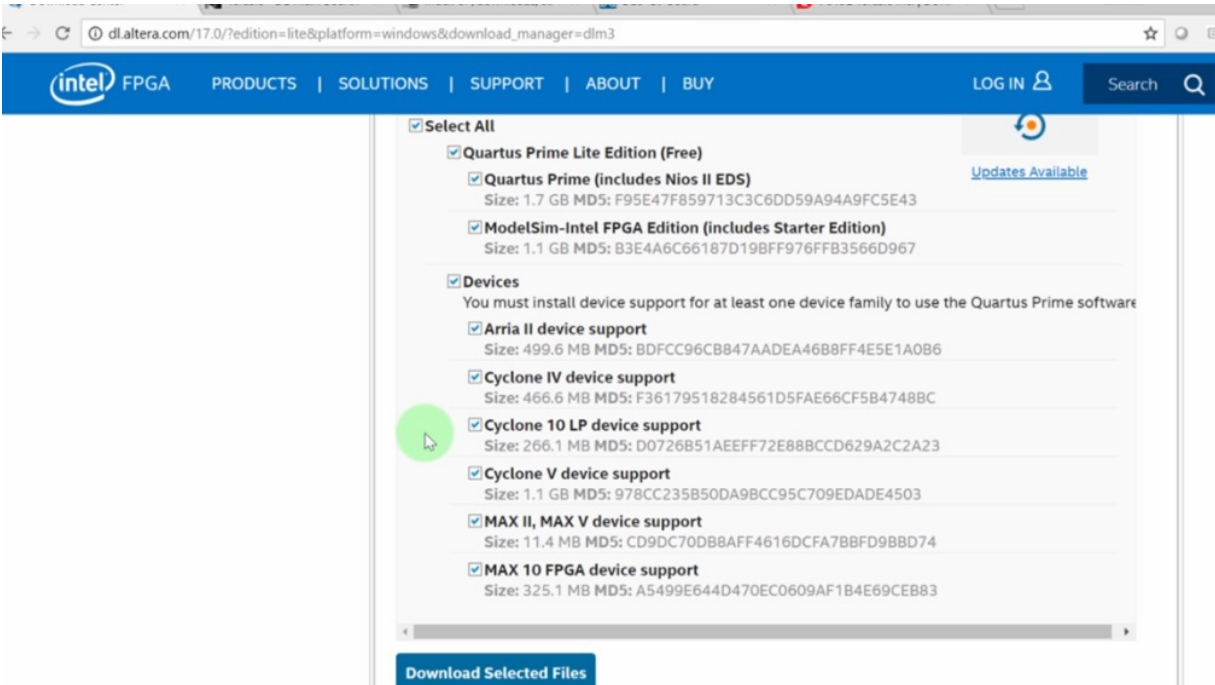 dl.altera.com/17.0/?edition=lite&platform=windows&download_manager=dlm3
intel FPGA PRODUCTS | SOLUTIONS | SUPPORT | ABOUT | BUY LOG IN Search
Select All
Quartus Prime Lite Edition (Free)
Updates Available
Quartus Prime (includes Nios II EDS)
Size: 1.7 GB MD5: F95E47F859713C3C6DD59A94A9FC5E43
ModelSim-Intel FPGA Edition (includes Starter Edition)
Size: 1.1 GB MD5: B3E4A6C66187D19BFF976FFB3566D967
Devices
You must install device support for at least one device family to use the Quartus Prime software
Arria II device support
Size: 499.6 MB MD5: BDFCC96CB847AADEA46B8FF4E5E1A0B6
Cyclone IV device support
Size: 466.6 MB MD5: F36179518284561D5FAE66CF5B4748BC
Cyclone 10 LP device support
Size: 266.1 MB MD5: D0726B51AEEFF72E88BCCD629A2C2A23
Cyclone V device support
Size: 1.1 GB MD5: 978CC235B50DA9BCC95C709EDADE4503
MAX II, MAX V device support
Size: 11.4 MB MD5: CD9DC70DB8AFF4616DCFA7BBFD9BBD74
MAX 10 FPGA device support
Size: 325.1 MB MD5: A5499E644D470EC0609AF1B4E69CEB83
Download Selected Files